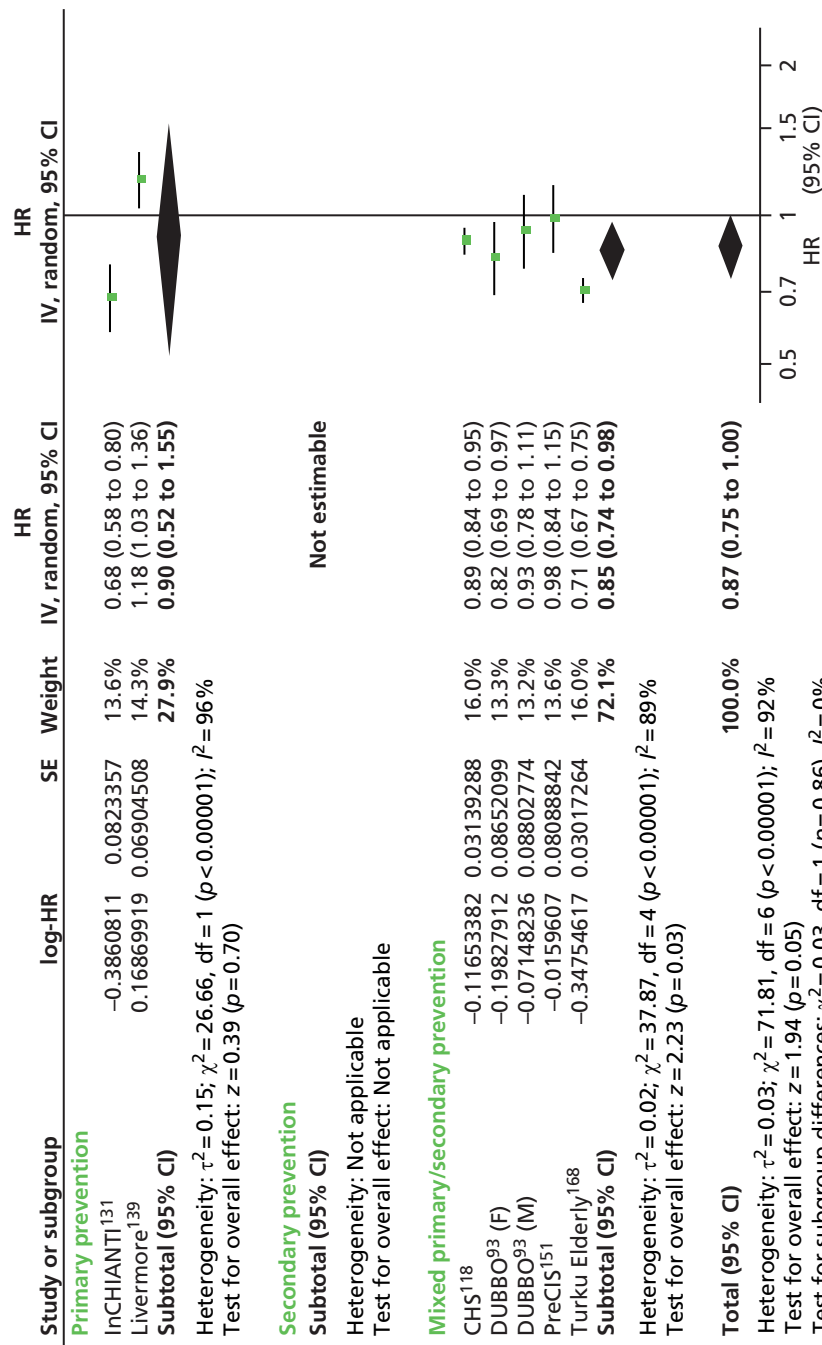 HR HR
Study or subgroup log-HR SE Weight IV, random, 95% CI IV, random, 95% CI
Primary prevention
InCHIANTI131 −0.3860811 0.0823357 13.6% 0.68 (0.58 to 0.80)
Livermore139 0.16869919 0.06904508 14.3% 1.18 (1.03 to 1.36)
Subtotal (95% CI) 27.9% 0.90 (0.52 to 1.55)
Heterogeneity: τ2=0.15; χ2=26.66, df=1 (p<0.00001); I2=96%
Test for overall effect: z=0.39 (p=0.70)
Secondary prevention
Subtotal (95% CI) Not estimable
Heterogeneity: Not applicable
Test for overall effect: Not applicable
Mixed primary/secondary prevention
CHS118 −0.11653382 0.03139288 16.0% 0.89 (0.84 to 0.95)
DUBBO93 (F) −0.19827912 0.08652099 13.3% 0.82 (0.69 to 0.97)
DUBBO93 (M) −0.07148236 0.08802774 13.2% 0.93 (0.78 to 1.11)
PreCIS151 −0.0159607 0.08088842 13.6% 0.98 (0.84 to 1.15)
Turku Elderly168 −0.34754617 0.03017264 16.0% 0.71 (0.67 to 0.75)
Subtotal (95% CI) 72.1% 0.85 (0.74 to 0.98)
Heterogeneity: τ2=0.02; χ2=37.87, df=4 (p<0.00001); I2=89%
Test for overall effect: z=2.23 (p=0.03)
Total (95% CI) 100.0% 0.87 (0.75 to 1.00)
Heterogeneity: τ2=0.03; χ2=71.81, df=6 (p<0.00001); I2=92%
Test for overall effect: z=1.94 (p=0.05)
Test for subgroup differences: χ2=0.03, df=1 (p=0.86), I2=0%
0.5 0.7 1 1.5 2
HR (95% CI)